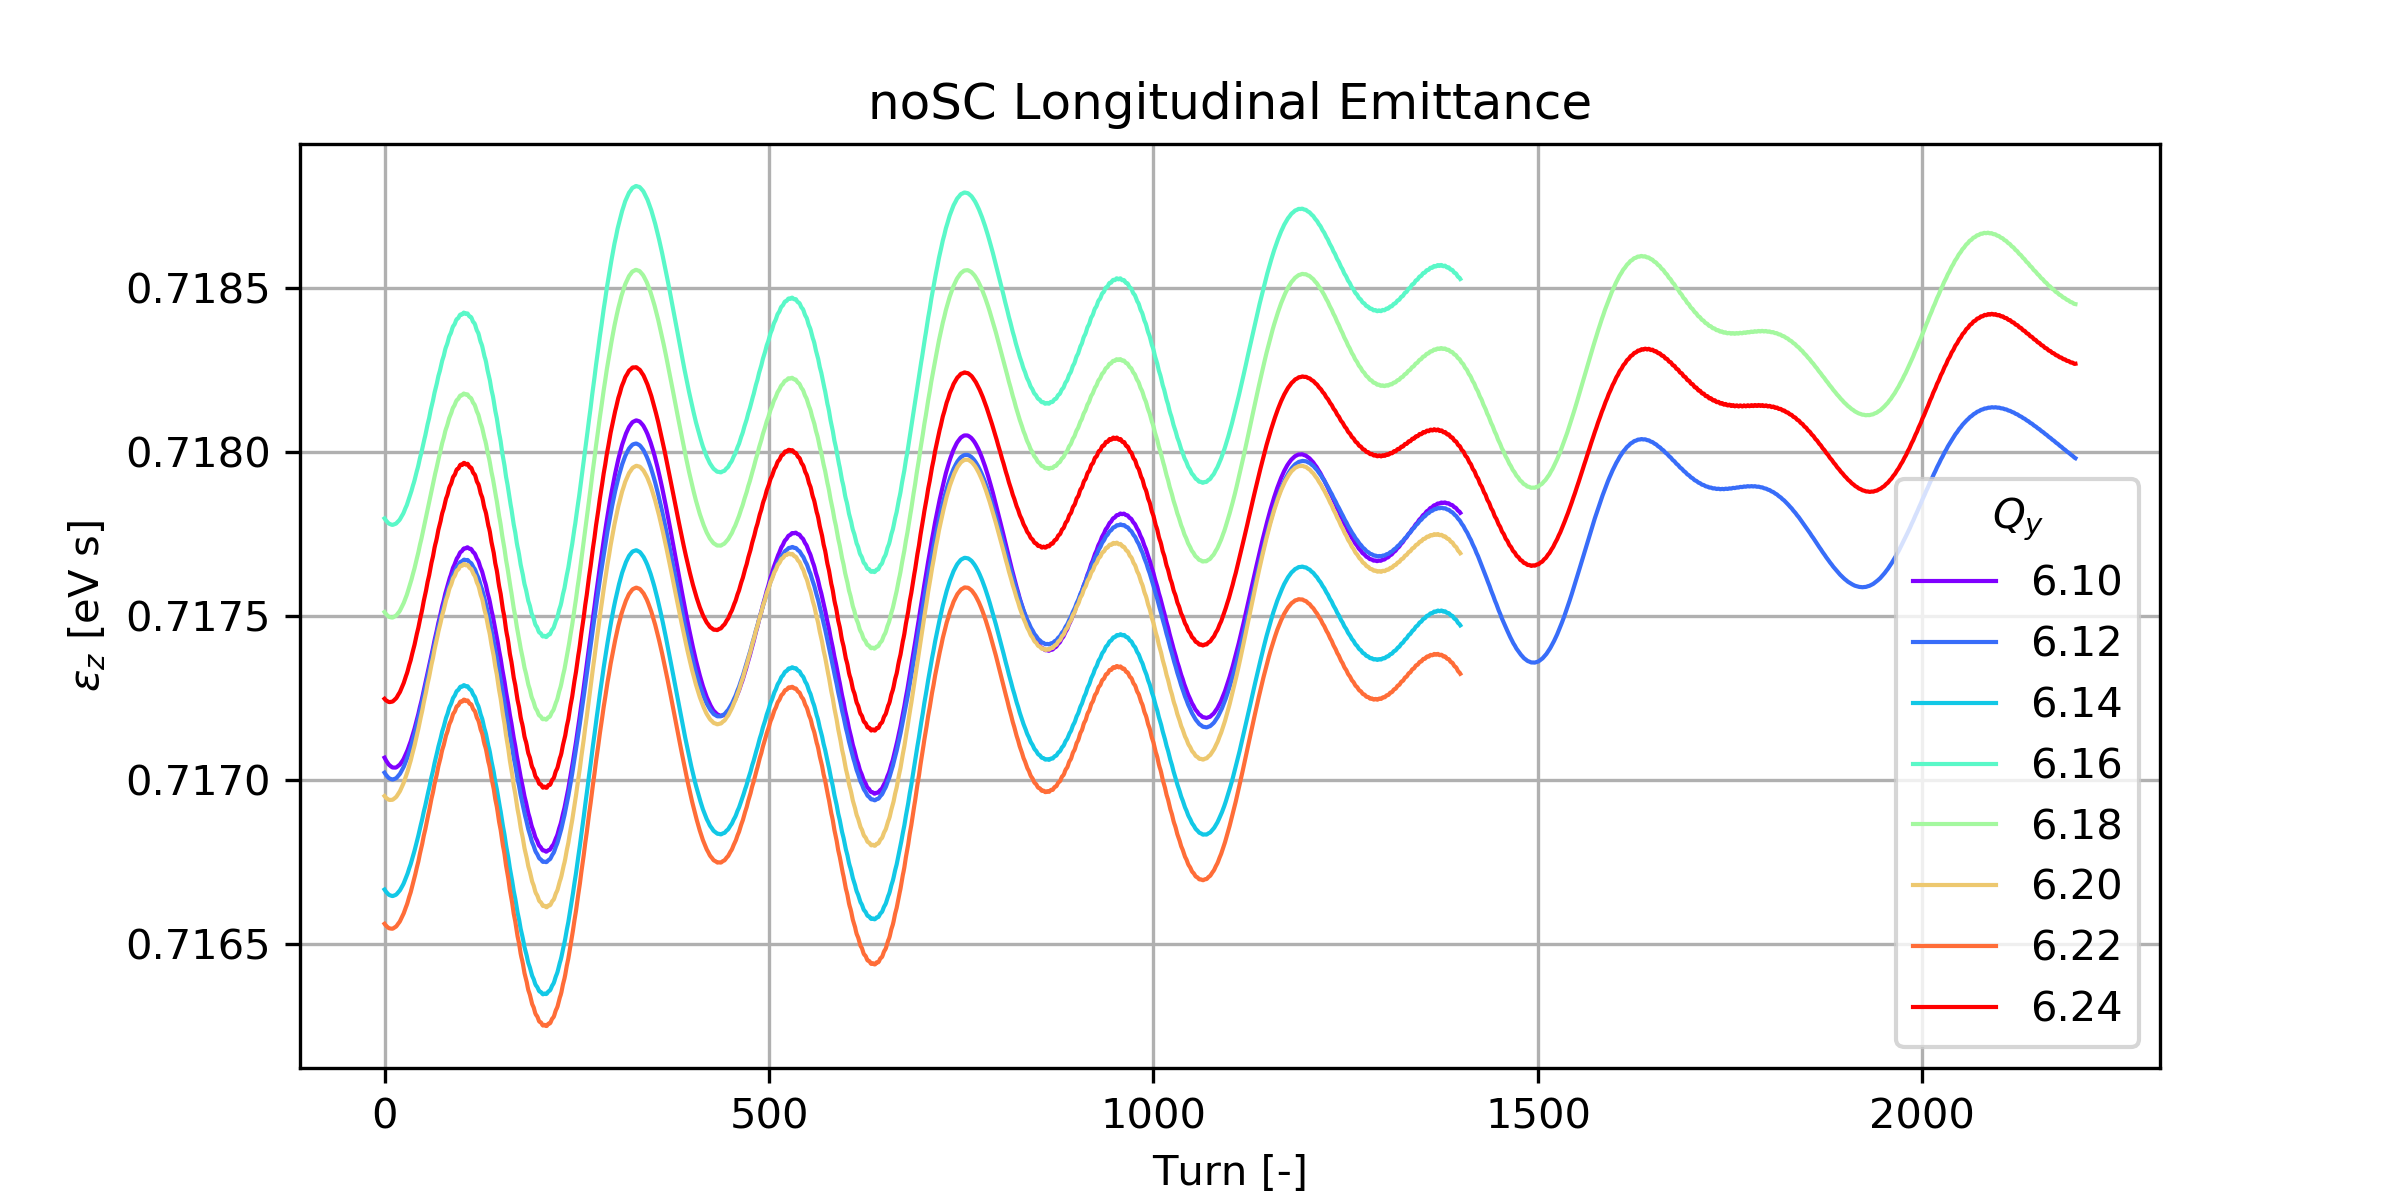 noSC Longitudinal Emittance
0.7185
0.7180
0.7175
0.7170
0.7165
ε_z [eV s]
0 500 1000 1500 2000
Turn [-]
Q_y
6.10
6.12
6.14
6.16
6.18
6.20
6.22
6.24